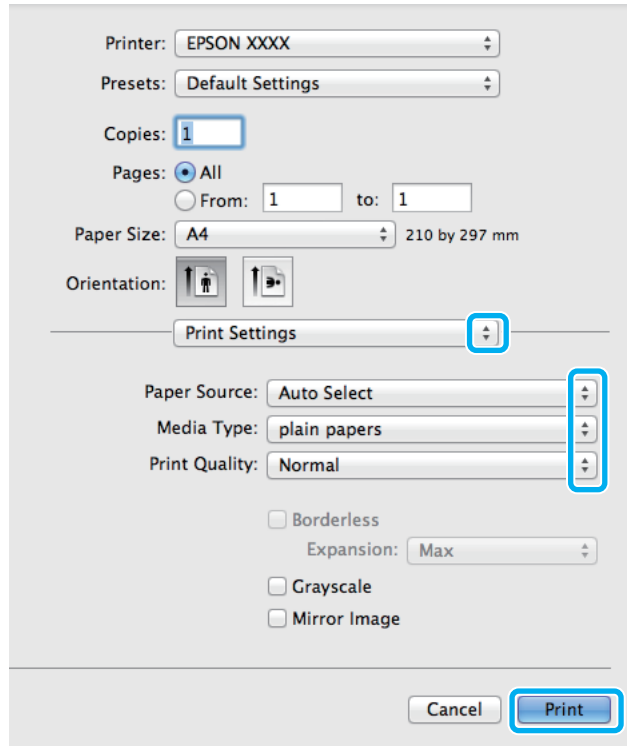 Printer: EPSON XXXX
Presets: Default Settings
Copies: 1
Pages: All
From: 1 to: 1
Paper Size: A4 210 by 297 mm
Orientation:
Print Settings
Paper Source: Auto Select
Media Type: plain papers
Print Quality: Normal
Borderless
Expansion: Max
Grayscale
Mirror Image
Cancel Print